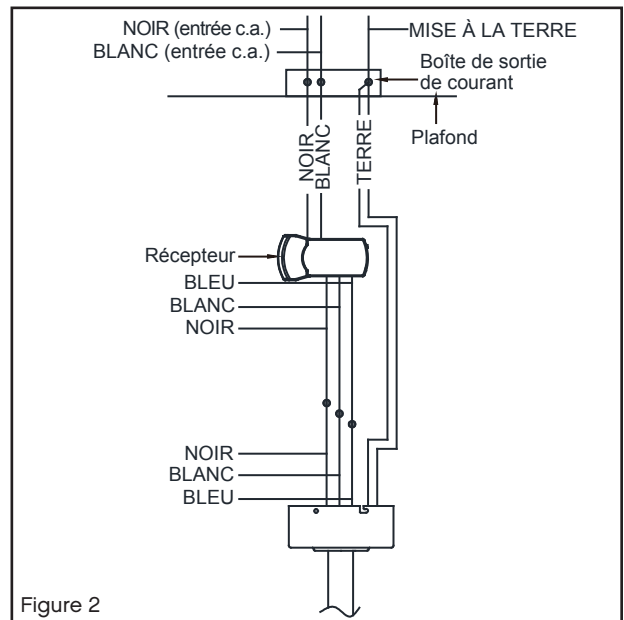 NOIR (entrée c.a.)
MISE À LA TERRE
BLANC (entrée c.a.)
Boîte de sortie
de courant
Plafond
NOIR
BLANC
TERRE
Récepteur
BLEU
BLANC
NOIR
NOIR
BLANC
BLEU
Figure 2